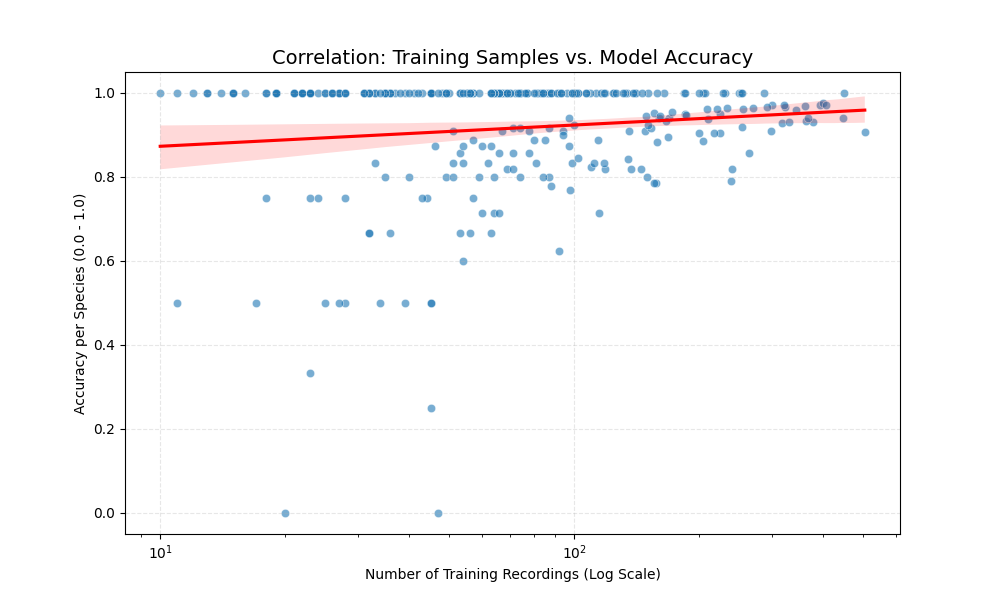 Correlation: Training Samples vs. Model Accuracy
Accuracy per Species (0.0 - 1.0)
1.0
0.8
0.6
0.4
0.2
0.0
10¹ 10²
Number of Training Recordings (Log Scale)